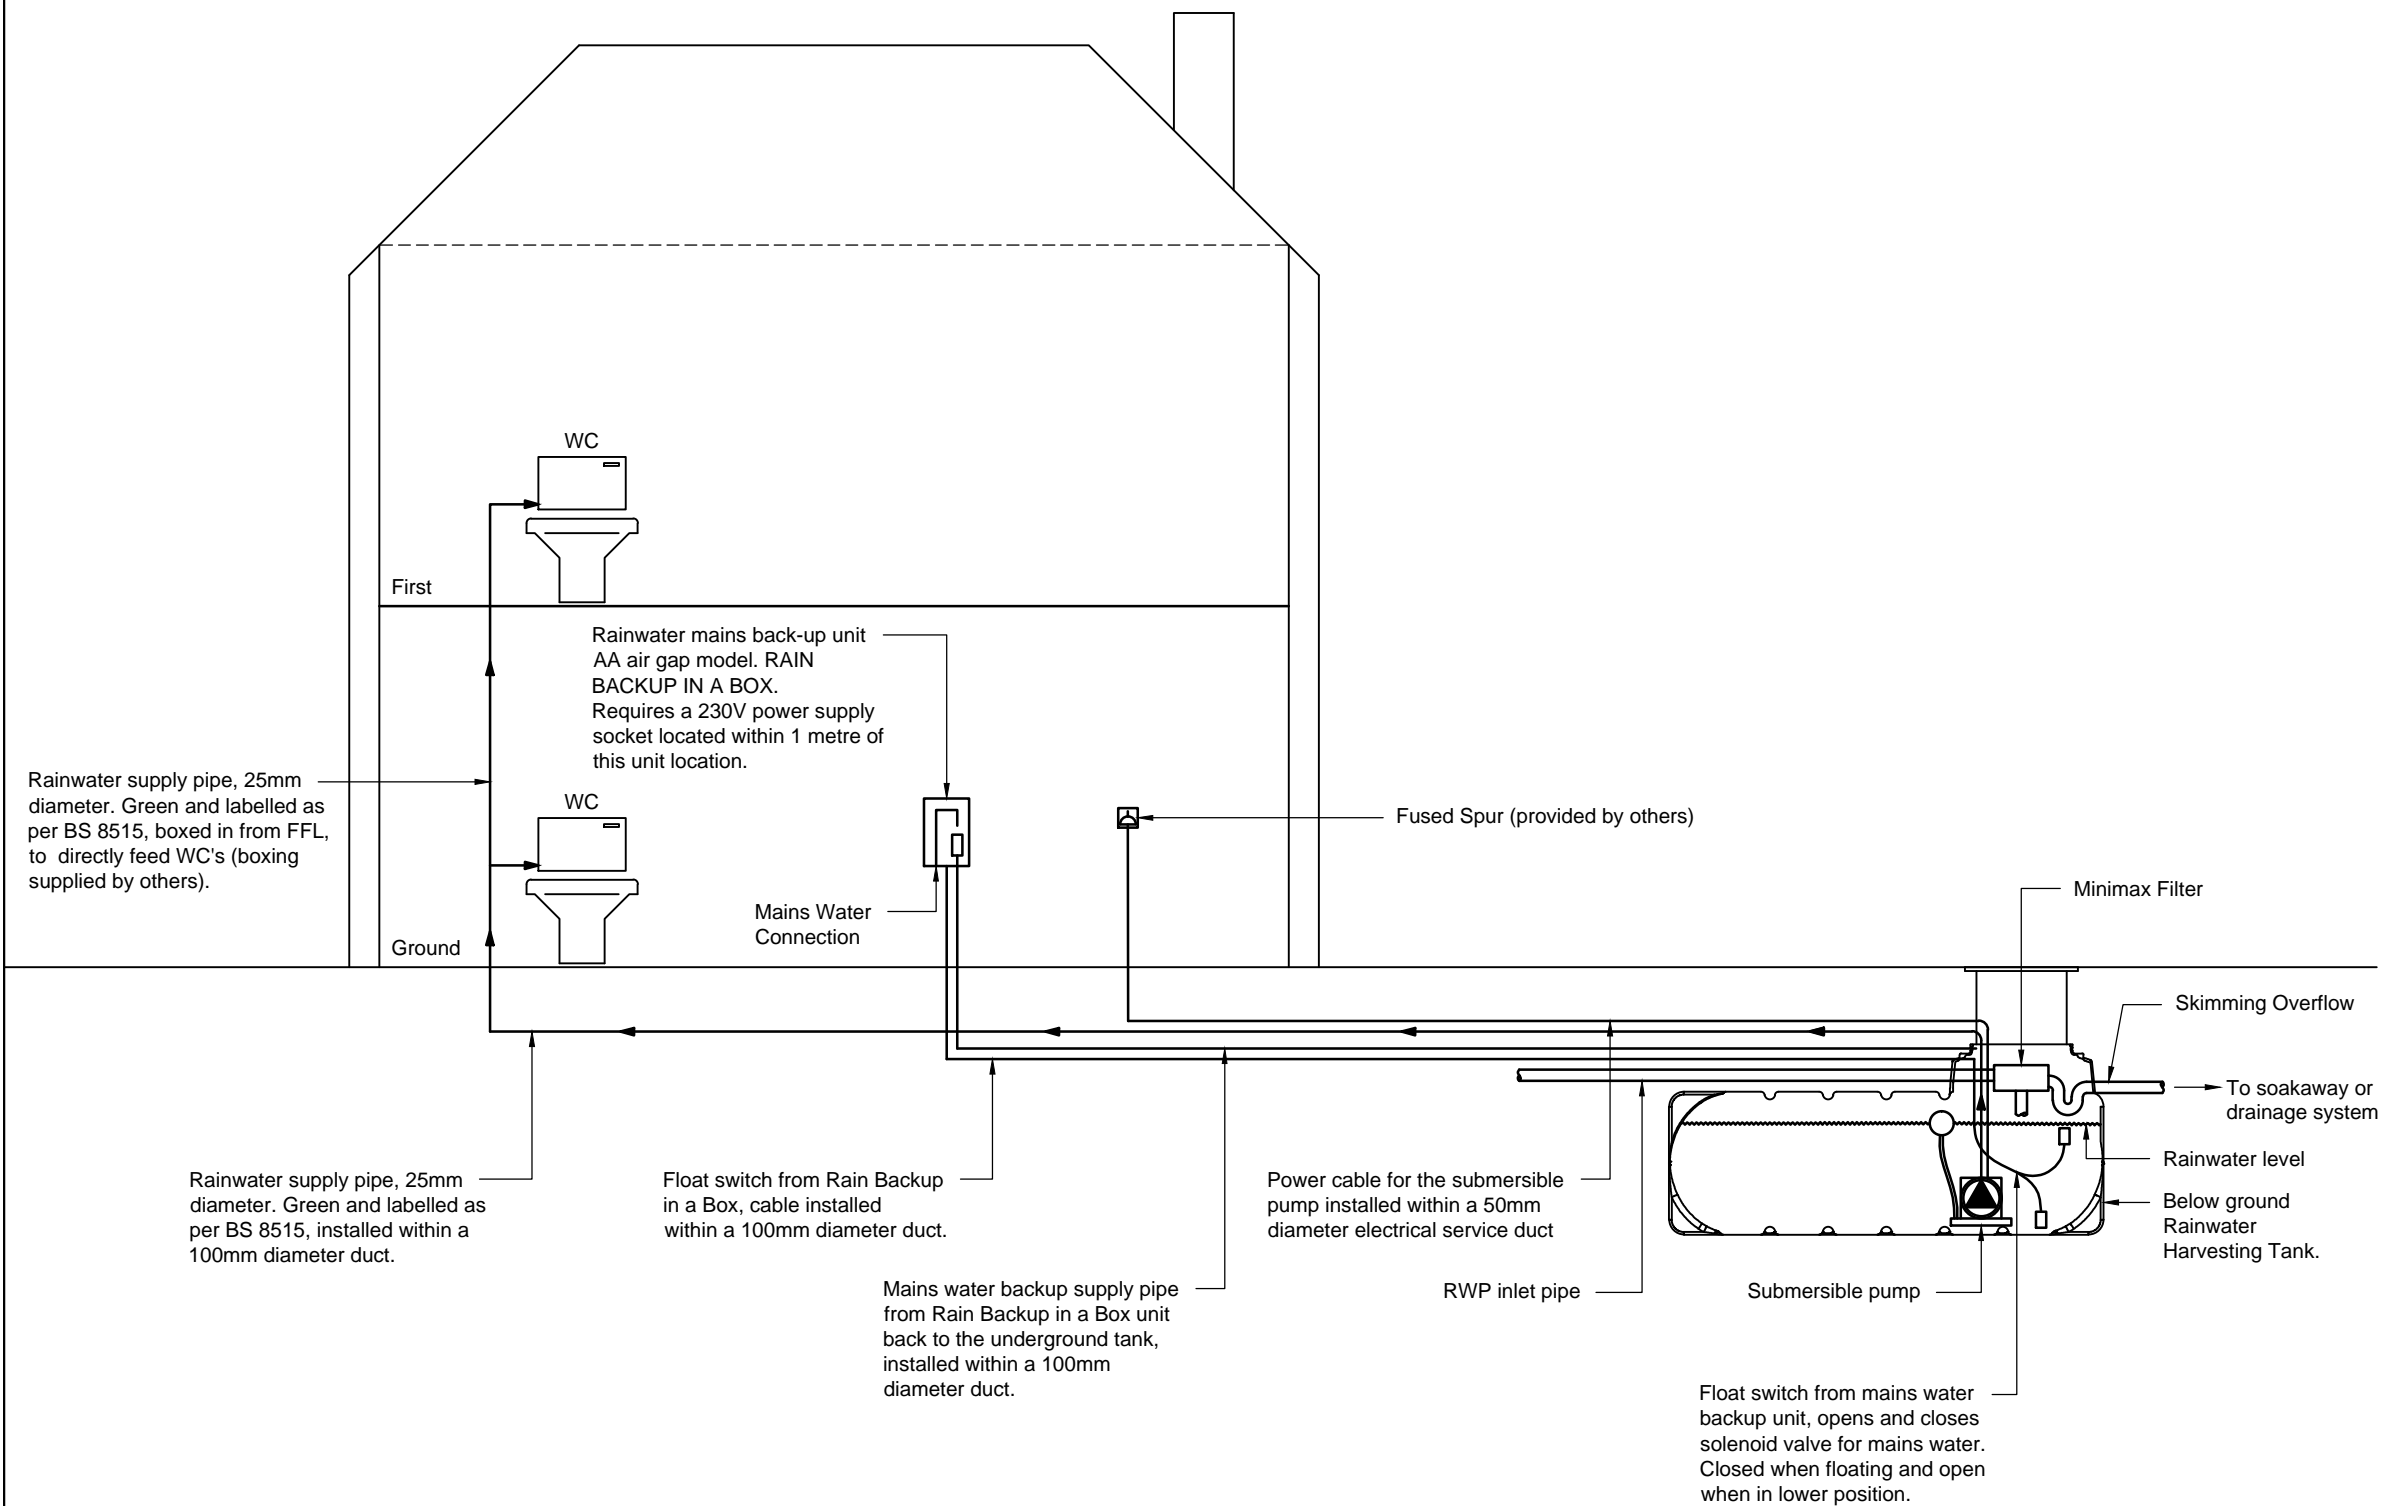 WC
First
Rainwater mains back-up unit
AA air gap model. RAIN
BACKUP IN A BOX.
Requires a 230V power supply
socket located within 1 metre of
this unit location.
Rainwater supply pipe, 25mm
diameter. Green and labelled as
per BS 8515, boxed in from FFL,
to directly feed WC's (boxing
supplied by others).
WC
Fused Spur (provided by others)
Mains Water
Connection
Ground
Minimax Filter
Skimming Overflow
To soakaway or
drainage system
Rainwater level
Below ground
Rainwater
Harvesting Tank.
Rainwater supply pipe, 25mm
diameter. Green and labelled as
per BS 8515, installed within a
100mm diameter duct.
Float switch from Rain Backup
in a Box, cable installed
within a 100mm diameter duct.
Power cable for the submersible
pump installed within a 50mm
diameter electrical service duct
Mains water backup supply pipe
from Rain Backup in a Box unit
back to the underground tank,
installed within a 100mm
diameter duct.
RWP inlet pipe
Submersible pump
Float switch from mains water
backup unit, opens and closes
solenoid valve for mains water.
Closed when floating and open
when in lower position.